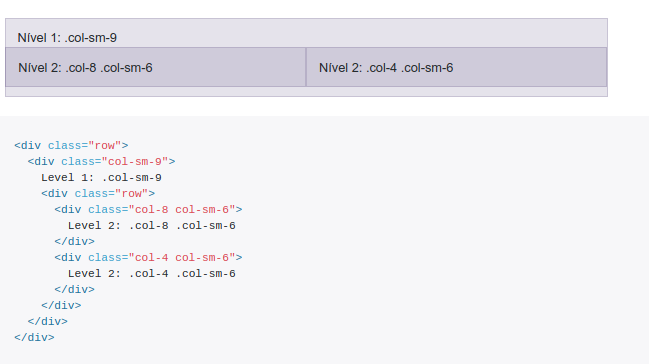 Nível 1: .col-sm-9
Nível 2: .col-8 .col-sm-6
Nível 2: .col-4 .col-sm-6
<div class="row">
  <div class="col-sm-9">
    Level 1: .col-sm-9
    <div class="row">
      <div class="col-8 col-sm-6">
        Level 2: .col-8 .col-sm-6
      </div>
      <div class="col-4 col-sm-6">
        Level 2: .col-4 .col-sm-6
      </div>
    </div>
  </div>
</div>